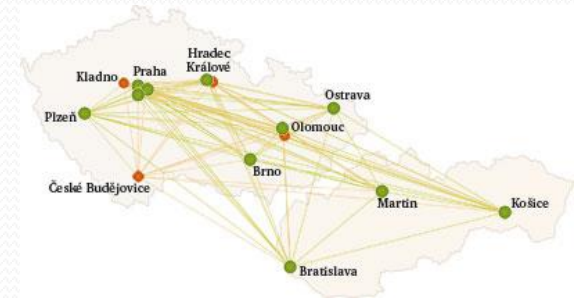 Hradec
Králové
Praha
Kladno
Ostrava
Plzeň
Olomouc
Brno
České Budějovice
Martin
Košice
Bratislava